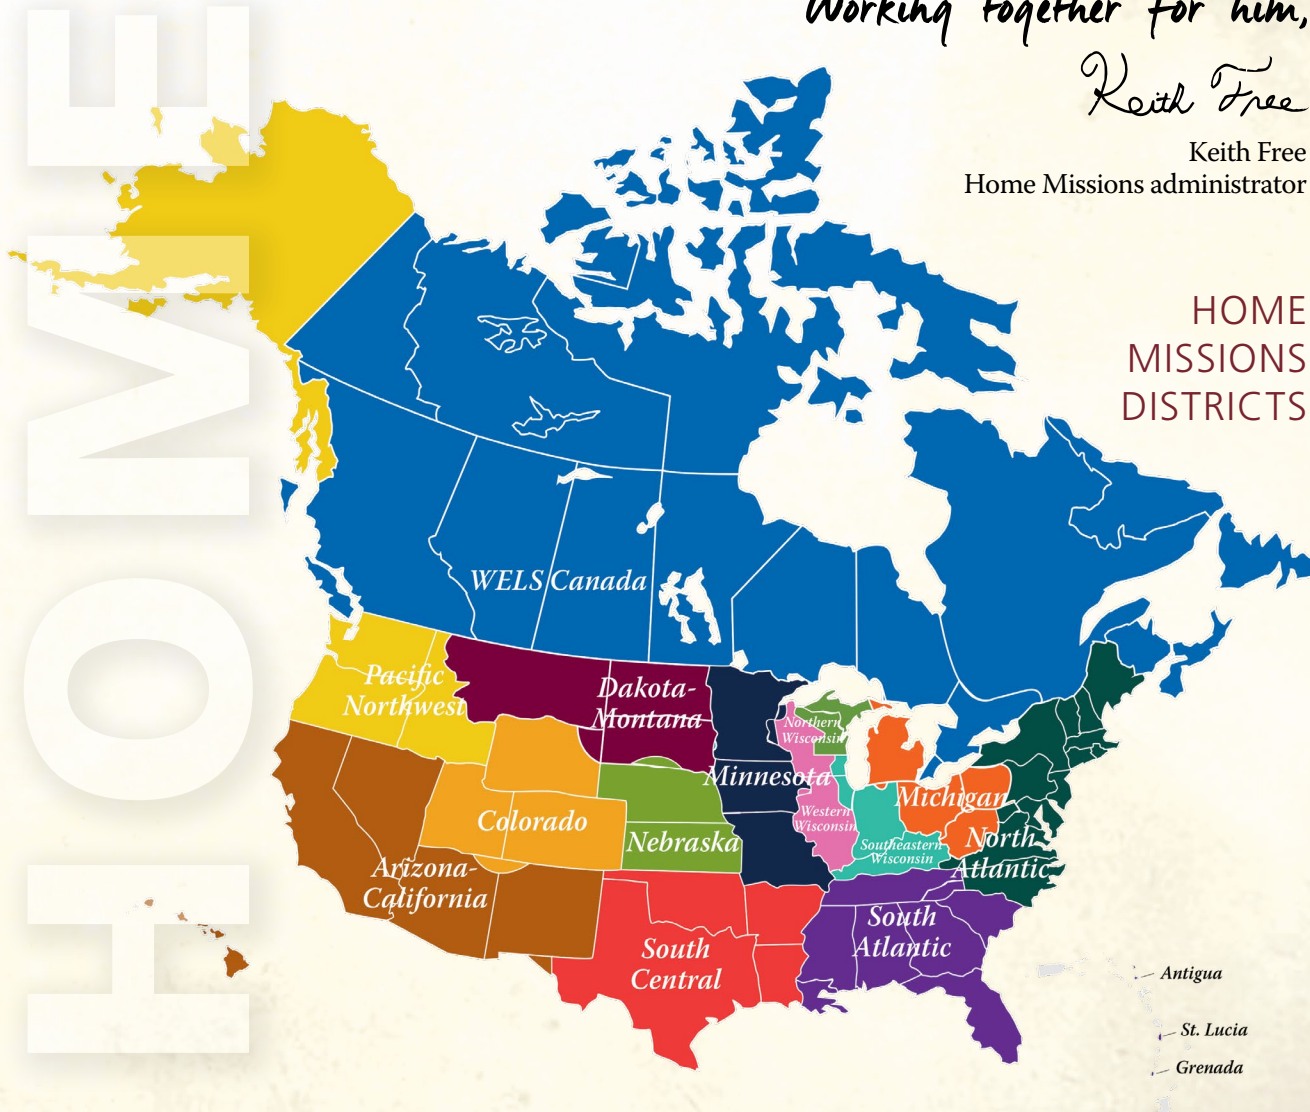 Working together for him,
Keith Free
Keith Free
Home Missions administrator
HOME
HOME
MISSIONS
DISTRICTS
WELS Canada
Pacific
Northwest
Dakota-
Montana
Northern
Wisconsin
Minnesota
Western
Wisconsin
Michigan
Colorado
Nebraska
Southeastern
Wisconsin
North
Atlantic
Arizona-
California
South
Central
South
Atlantic
Antigua
St. Lucia
Grenada